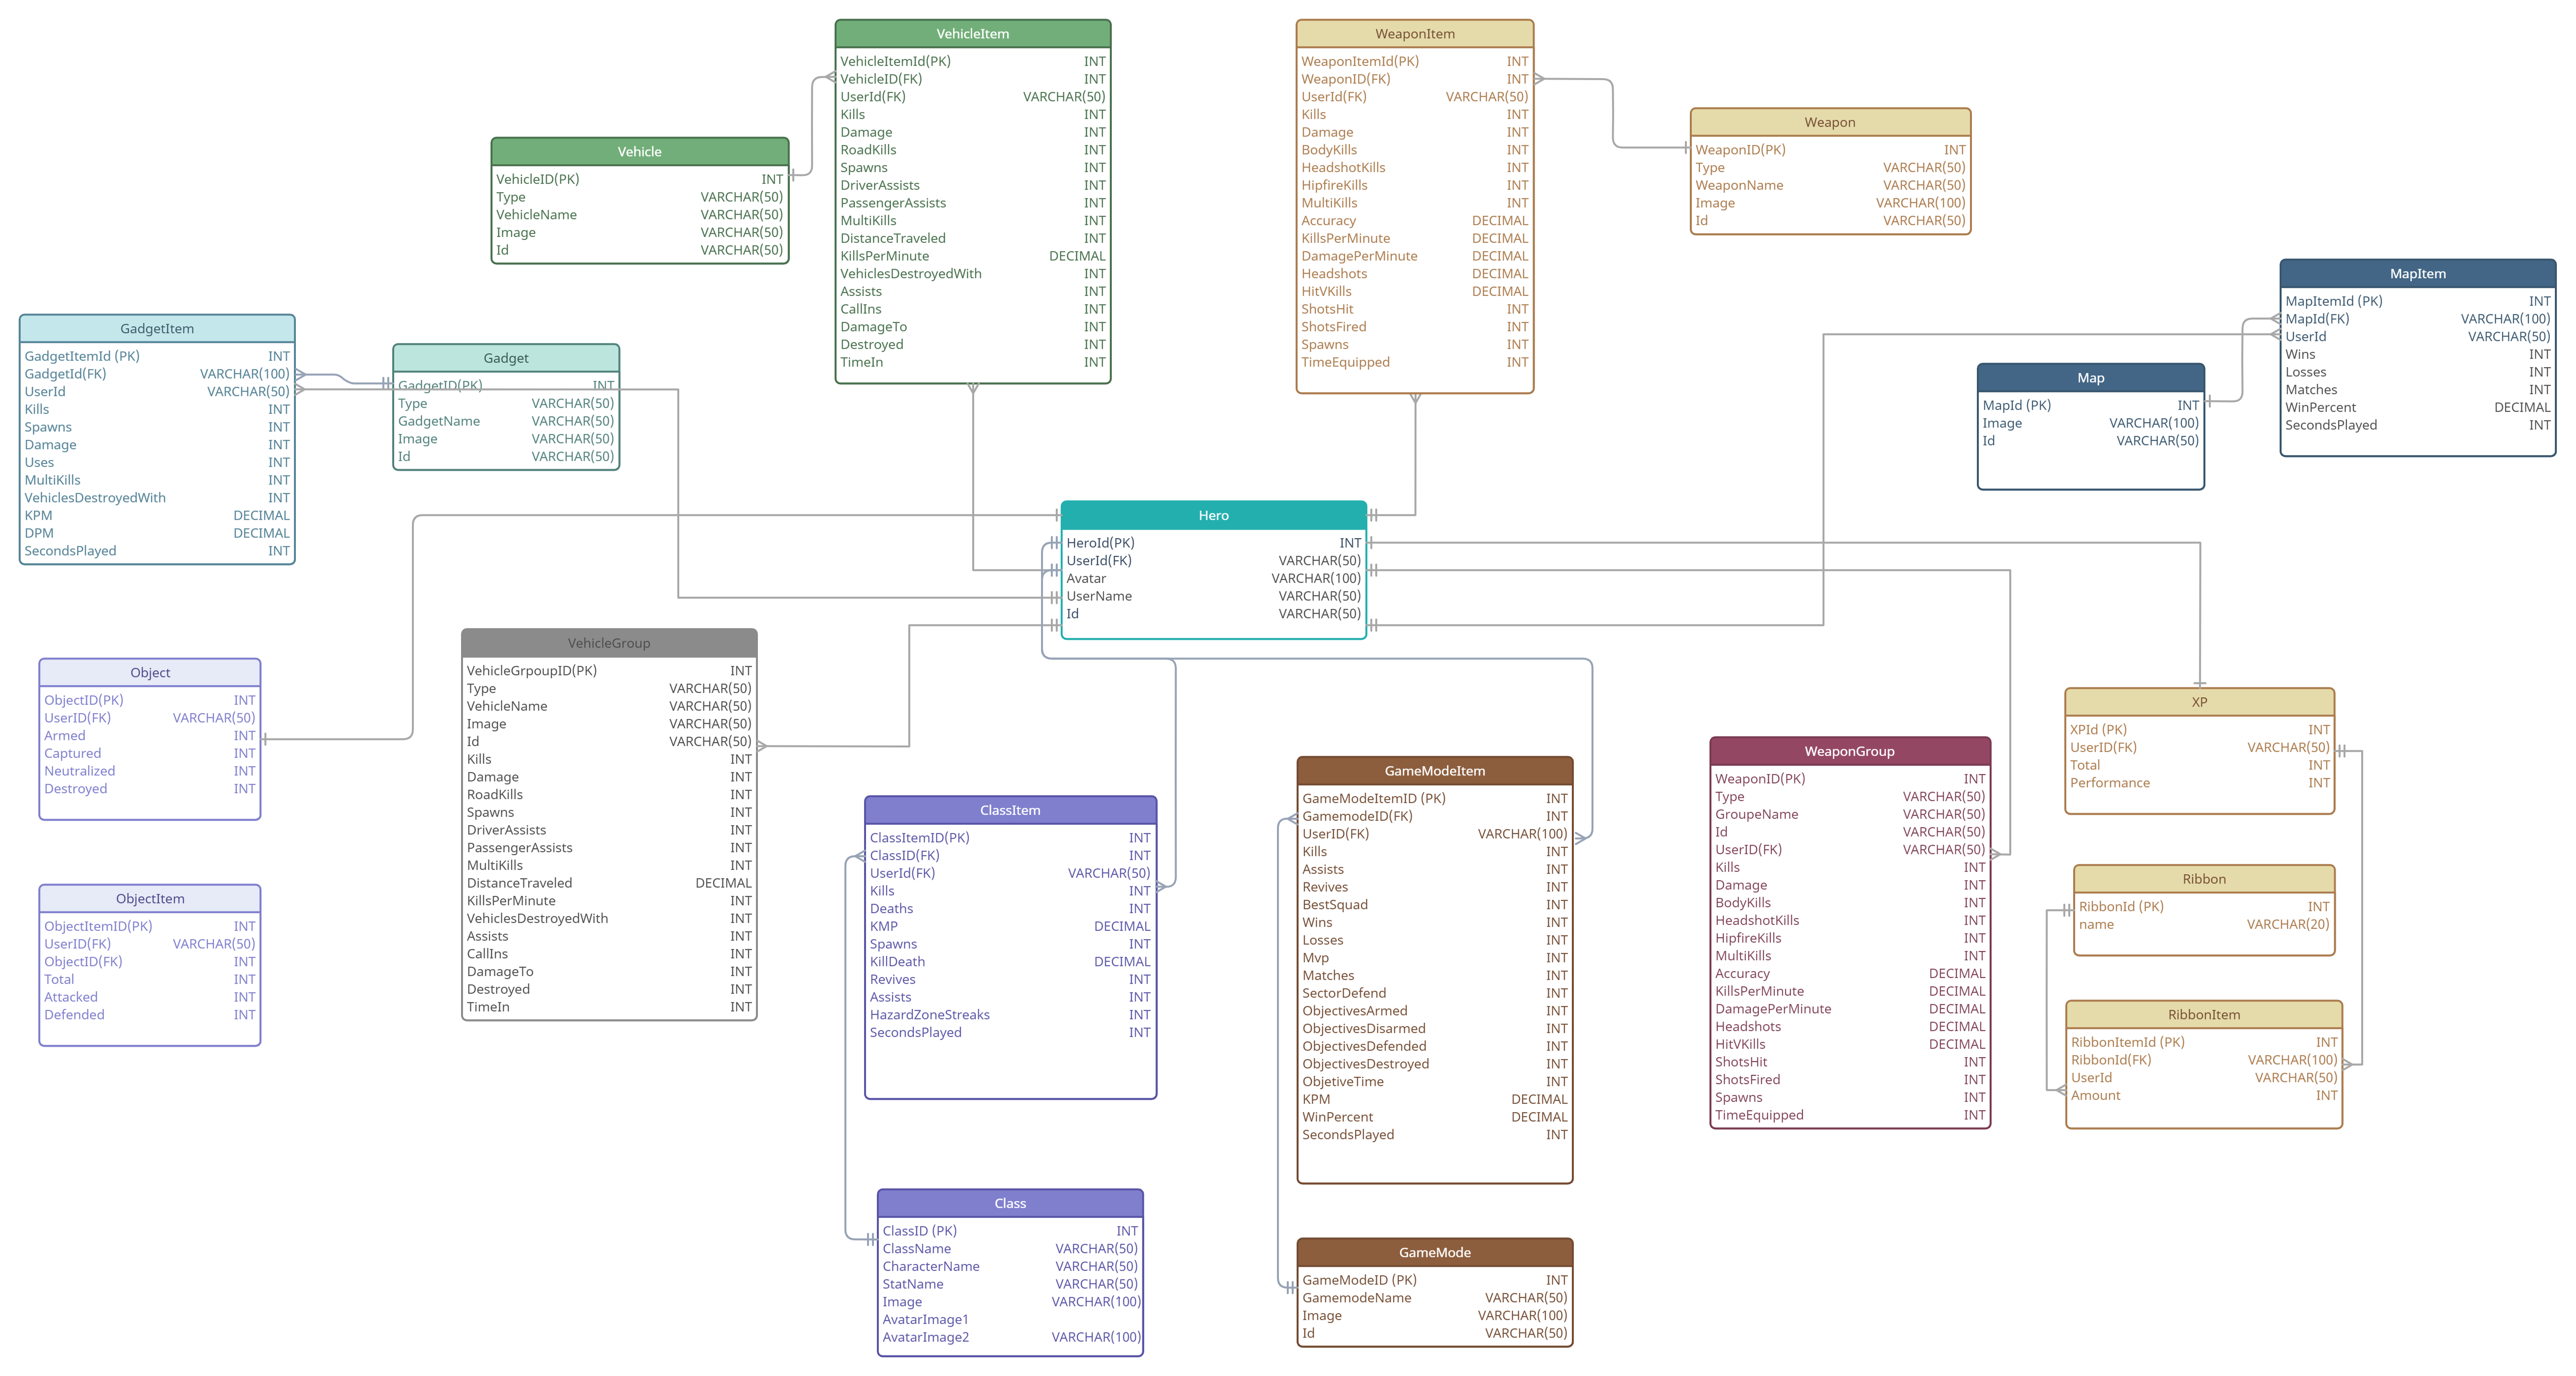 VehicleItem
VehicleItemId(PK) INT
VehicleID(FK) INT
UserId(FK) VARCHAR(50)
Kills INT
Damage INT
RoadKills INT
Spawns INT
DriverAssists INT
PassengerAssists INT
MultiKills INT
DistanceTraveled INT
KillsPerMinute DECIMAL
VehiclesDestroyedWith INT
Assists INT
CallIns INT
DamageTo INT
Destroyed INT
TimeIn INT
WeaponItem
WeaponItemId(PK) INT
WeaponID(FK) INT
UserId(FK) VARCHAR(50)
Kills INT
Damage INT
BodyKills INT
HeadshotKills INT
HipfireKills INT
MultiKills INT
Accuracy DECIMAL
KillsPerMinute DECIMAL
DamagePerMinute DECIMAL
Headshots DECIMAL
HitVKills DECIMAL
ShotsHit INT
ShotsFired INT
Spawns INT
TimeEquipped INT
Weapon
WeaponID(PK) INT
Type VARCHAR(50)
WeaponName VARCHAR(50)
Image VARCHAR(100)
Id VARCHAR(50)
Vehicle
VehicleID(PK) INT
Type VARCHAR(50)
VehicleName VARCHAR(50)
Image VARCHAR(50)
Id VARCHAR(50)
MapItem
MapItemId (PK) INT
MapId(FK) VARCHAR(100)
UserId VARCHAR(50)
Wins INT
Losses INT
Matches INT
WinPercent DECIMAL
SecondsPlayed INT
GadgetItem
GadgetItemId (PK) INT
GadgetId(FK) VARCHAR(100)
UserId VARCHAR(50)
Kills INT
Spawns INT
Damage INT
Uses INT
MultiKills INT
VehiclesDestroyedWith INT
KPM DECIMAL
DPM DECIMAL
SecondsPlayed INT
Gadget
GadgetID(PK) INT
Type VARCHAR(50)
GadgetName VARCHAR(50)
Image VARCHAR(50)
Id VARCHAR(50)
Map
MapId (PK) INT
Image VARCHAR(100)
Id VARCHAR(50)
Hero
HeroId(PK) INT
UserId(FK) VARCHAR(50)
Avatar VARCHAR(100)
UserName VARCHAR(50)
Id VARCHAR(50)
VehicleGroup
VehicleGrpoupID(PK) INT
Type VARCHAR(50)
VehicleName VARCHAR(50)
Image VARCHAR(50)
Id VARCHAR(50)
Kills INT
Damage INT
RoadKills INT
Spawns INT
DriverAssists INT
PassengerAssists INT
MultiKills INT
DistanceTraveled DECIMAL
KillsPerMinute INT
VehiclesDestroyedWith INT
Assists INT
CallIns INT
DamageTo INT
Destroyed INT
TimeIn INT
Object
ObjectID(PK) INT
UserID(FK) VARCHAR(50)
Armed INT
Captured INT
Neutralized INT
Destroyed INT
ObjectItem
ObjectItemID(PK) INT
UserID(FK) VARCHAR(50)
ObjectID(FK) INT
Total INT
Attacked INT
Defended INT
ClassItem
ClassItemID(PK) INT
ClassID(FK) INT
UserId(FK) VARCHAR(50)
Kills INT
Deaths INT
KMP DECIMAL
Spawns INT
KillDeath DECIMAL
Revives INT
Assists INT
HazardZoneStreaks INT
SecondsPlayed INT
GameModeItem
GameModeItemID (PK) INT
GamemodeID(FK) INT
UserID(FK) VARCHAR(100)
Kills INT
Assists INT
Revives INT
BestSquad INT
Wins INT
Losses INT
Mvp INT
Matches INT
SectorDefend INT
ObjectivesArmed INT
ObjectivesDisarmed INT
ObjectivesDefended INT
ObjectivesDestroyed INT
ObjetiveTime INT
KPM DECIMAL
WinPercent DECIMAL
SecondsPlayed INT
WeaponGroup
WeaponID(PK) INT
Type VARCHAR(50)
GroupeName VARCHAR(50)
Id VARCHAR(50)
UserID(FK) VARCHAR(50)
Kills INT
Damage INT
BodyKills INT
HeadshotKills INT
HipfireKills INT
MultiKills INT
Accuracy DECIMAL
KillsPerMinute DECIMAL
DamagePerMinute DECIMAL
Headshots DECIMAL
HitVKills DECIMAL
ShotsHit INT
ShotsFired INT
Spawns INT
TimeEquipped INT
XP
XPId (PK) INT
UserID(FK) VARCHAR(50)
Total INT
Performance INT
Ribbon
RibbonId (PK) INT
name VARCHAR(20)
RibbonItem
RibbonItemId (PK) INT
RibbonId(FK) VARCHAR(100)
UserId VARCHAR(50)
Amount INT
Class
ClassID (PK) INT
ClassName VARCHAR(50)
CharacterName VARCHAR(50)
StatName VARCHAR(50)
Image VARCHAR(100)
AvatarImage1
AvatarImage2 VARCHAR(100)
GameMode
GameModeID (PK) INT
GamemodeName VARCHAR(50)
Image VARCHAR(100)
Id VARCHAR(50)